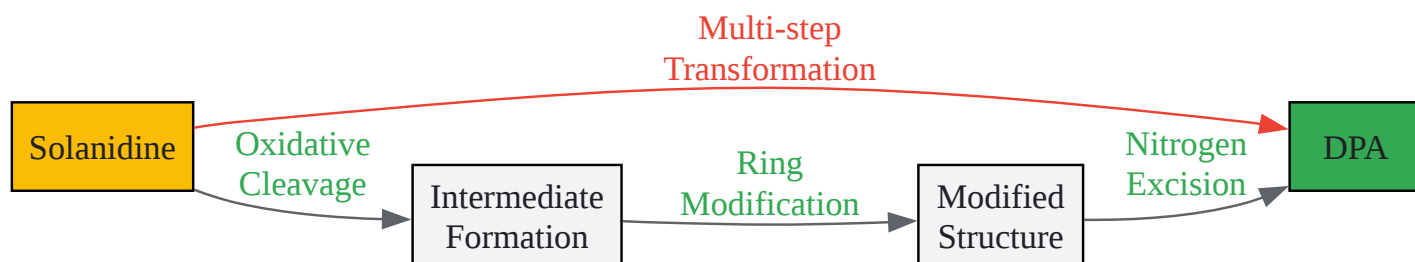 Multi-step
Transformation
Solanidine
Oxidative
Cleavage
Intermediate
Formation
Ring
Modification
Modified
Structure
Nitrogen
Excision
DPA